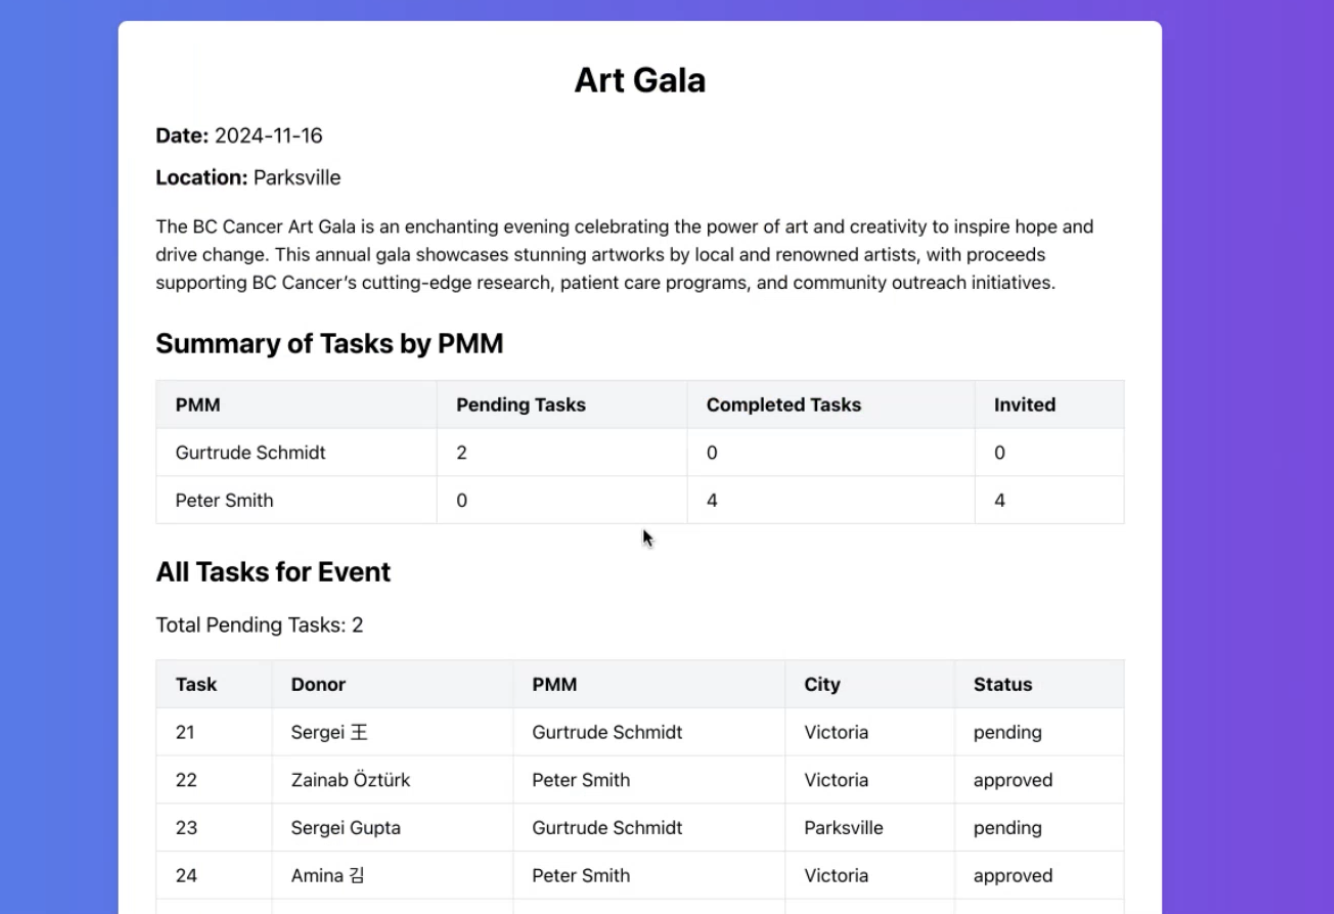 Art Gala
Date: 2024-11-16
Location: Parksville
The BC Cancer Art Gala is an enchanting evening celebrating the power of art and creativity to inspire hope and
drive change. This annual gala showcases stunning artworks by local and renowned artists, with proceeds
supporting BC Cancer’s cutting-edge research, patient care programs, and community outreach initiatives.
Summary of Tasks by PMM
PMM Pending Tasks Completed Tasks Invited
Gurtrude Schmidt 2 0 0
Peter Smith 0 4 4
All Tasks for Event
Total Pending Tasks: 2
Task Donor PMM City Status
21 Sergei 王 Gurtrude Schmidt Victoria pending
22 Zainab Öztürk Peter Smith Victoria approved
23 Sergei Gupta Gurtrude Schmidt Parksville pending
24 Amina 김 Peter Smith Victoria approved